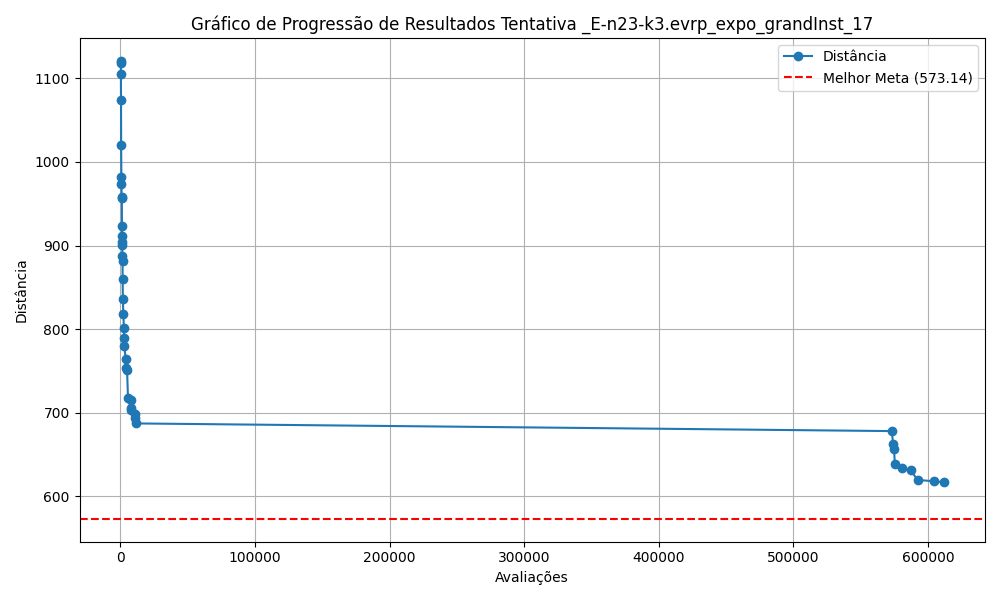 Gráfico de Progressão de Resultados Tentativa _E-n23-k3.evrp_expo_grandInst_17
Distância
Melhor Meta (573.14)
1100
1000
900
800
700
600
Distância
0 100000 200000 300000 400000 500000 600000
Avaliações